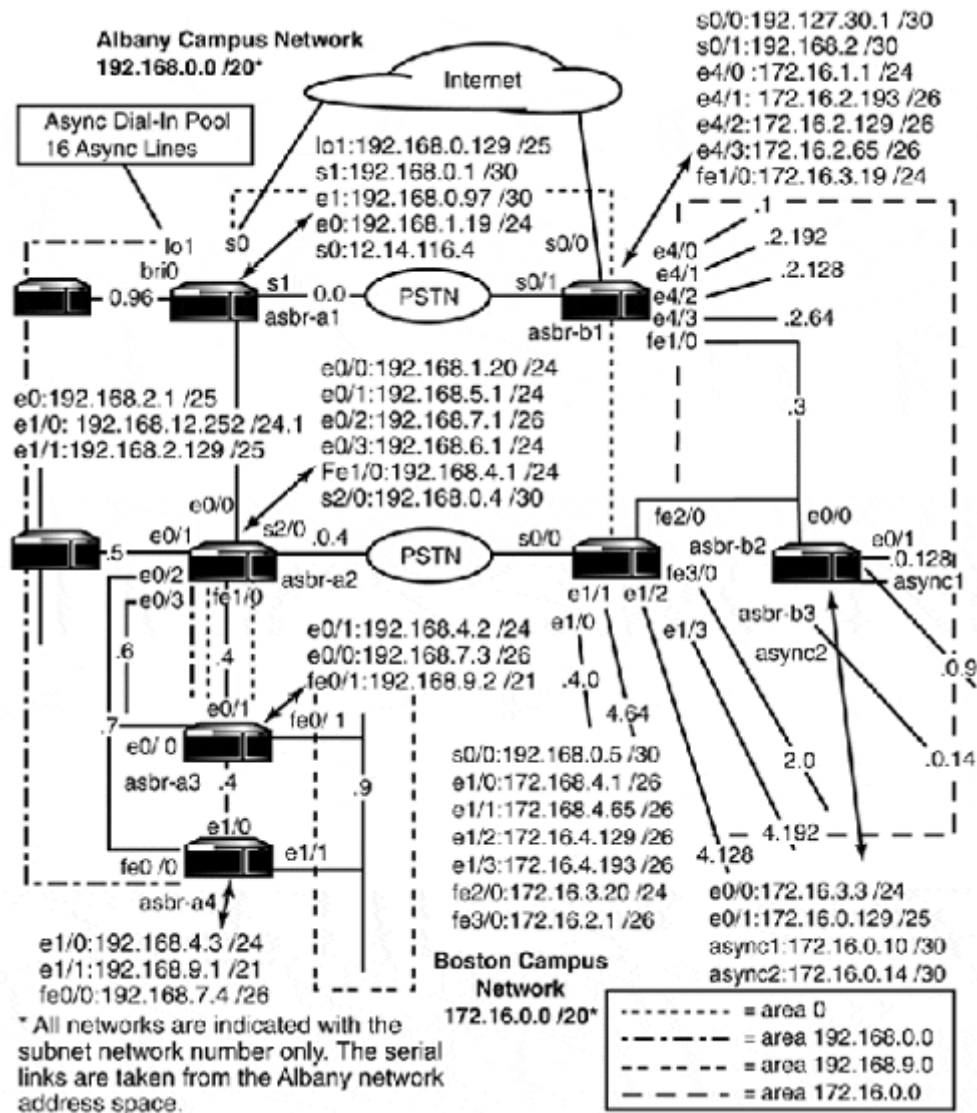 Albany Campus Network
192.168.0.0 /20*
Internet
s0/0:192.127.30.1 /30
s0/1:192.168.2 /30
e4/0 :172.16.1.1 /24
e4/1: 172.16.2.193 /26
e4/2:172.16.2.129 /26
e4/3:172.16.2.65 /26
fe1/0:172.16.3.19 /24
Async Dial-In Pool
16 Async Lines
lo1:192.168.0.129 /25
s1:192.168.0.1 /30
e1:192.168.0.97 /30
e0:192.168.1.19 /24
s0:12.14.116.4
lo1
s0
bri0
0.96
s1
0.0
PSTN
asbr-a1
s0/0
s0/1
asbr-b1
e4/0
.1
e4/1
.2.192
e4/2
.2.128
e4/3
.2.64
fe1/0
.3
e0:192.168.2.1 /25
e1/0: 192.168.12.252 /24.1
e1/1:192.168.2.129 /25
e0/0:192.168.1.20 /24
e0/1:192.168.5.1 /24
e0/2:192.168.7.1 /26
e0/3:192.168.6.1 /24
Fe1/0:192.168.4.1 /24
s2/0:192.168.0.4 /30
e0/0
s2/0
.5
e0/1
.0.4
PSTN
s0/0
asbr-a2
e0/2
e0/3
fe1/0
.6
.4
fe2/0
e0/0
asbr-b2
e0/1
.0.128
async1
fe3/0
e1/1
e1/2
e1/0
e1/3
asbr-b3
async2
.0.9
.4.0
4.64
2.0
.0.14
4.192
4.128
e0/1:192.168.4.2 /24
e0/0:192.168.7.3 /26
fe0/1:192.168.9.2 /21
e0/1
fe0/ 1
.7
e0/ 0
asbr-a3
.4
.9
e1/0
e1/1
fe0 /0
asbr-a4
s0/0:192.168.0.5 /30
e1/0:172.168.4.1 /26
e1/1:172.168.4.65 /26
e1/2:172.16.4.129 /26
e1/3:172.16.4.193 /26
fe2/0:172.16.3.20 /24
fe3/0:172.16.2.1 /26
e0/0:172.16.3.3 /24
e0/1:172.16.0.129 /25
async1:172.16.0.10 /30
async2:172.16.0.14 /30
e1/0:192.168.4.3 /24
e1/1:192.168.9.1 /21
fe0/0:192.168.7.4 /26
Boston Campus
Network
172.16.0.0 /20*
* All networks are indicated with the
subnet network number only. The serial
links are taken from the Albany network
address space.
= area 0
= area 192.168.0.0
= area 192.168.9.0
= area 172.16.0.0